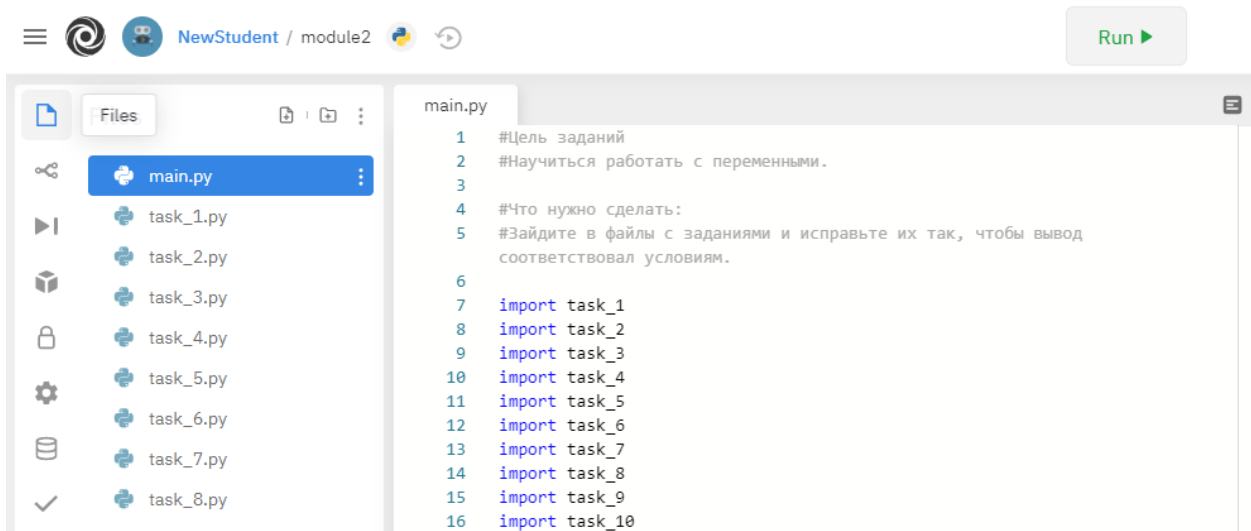 NewStudent / module2
Run
Files
main.py
task_1.py
task_2.py
task_3.py
task_4.py
task_5.py
task_6.py
task_7.py
task_8.py
main.py
1 #Цель заданий
2 #Научиться работать с переменными.
3
4 #Что нужно сделать:
5 #Зайдите в файлы с заданиями и исправьте их так, чтобы вывод
соответствовал условиям.
6
7 import task_1
8 import task_2
9 import task_3
10 import task_4
11 import task_5
12 import task_6
13 import task_7
14 import task_8
15 import task_9
16 import task_10